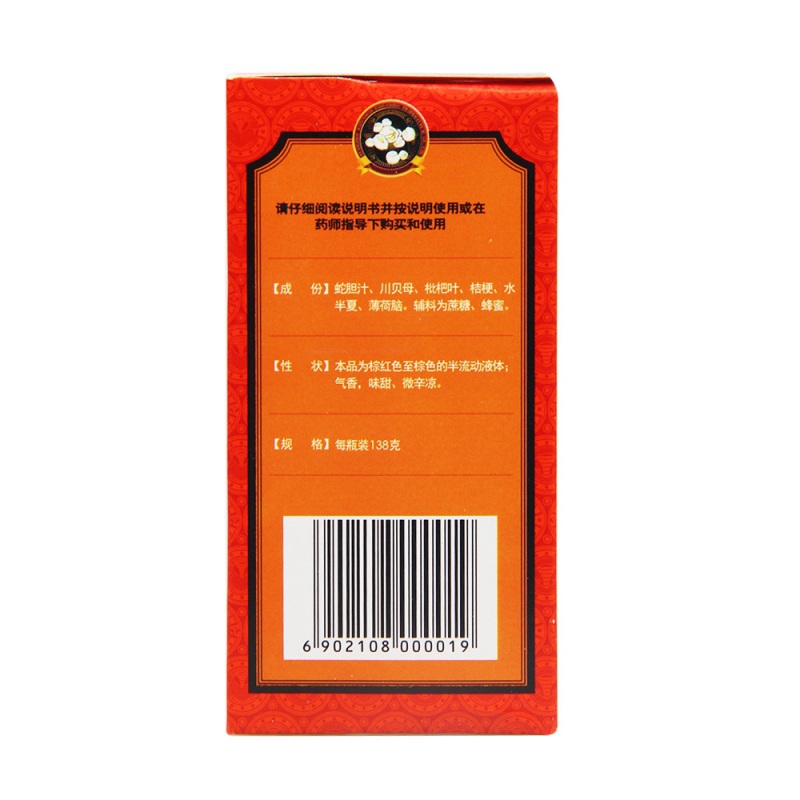 请仔细阅读说明书并按说明使用或在
药师指导下购买和使用
【成 份】蛇胆汁、川贝母、枇杷叶、桔梗、水
半夏、薄荷脑。辅料为蔗糖、蜂蜜。
【性 状】本品为棕红色至棕色的半流动液体；
气香，味甜、微辛凉。
【规 格】每瓶装138克
6 902108 000019